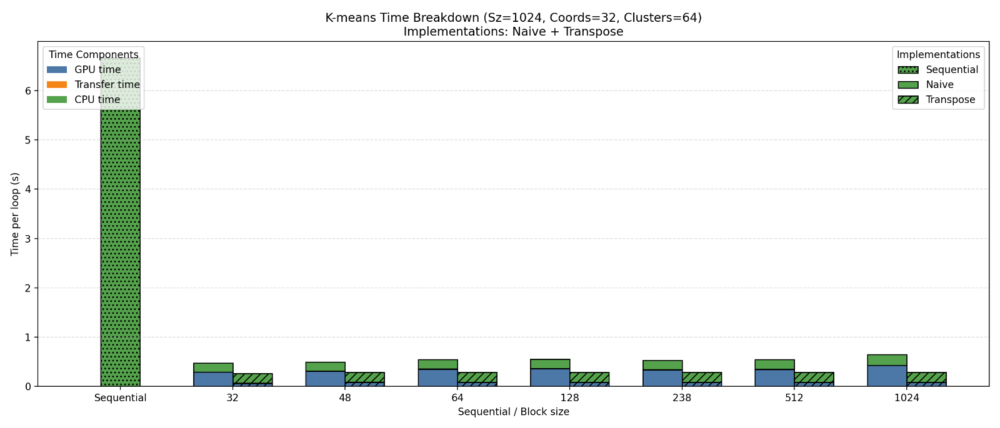 K-means Time Breakdown (Sz=1024, Coords=32, Clusters=64)
Implementations: Naive + Transpose
Time Components
GPU time
Transfer time
CPU time
Implementations
Sequential
Naive
Transpose
Time per loop (s)
6
5
4
3
2
1
0
Sequential 32 48 64 128 238 512 1024
Sequential / Block size